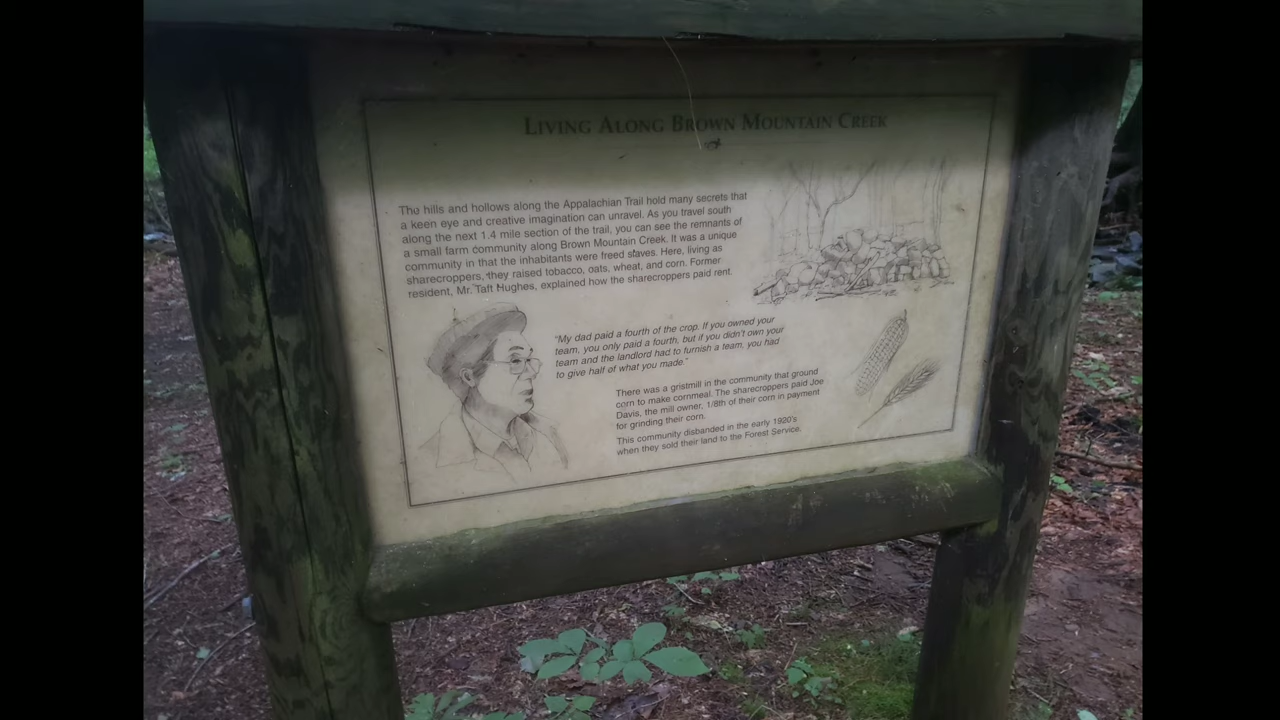 LIVING ALONG BROWN MOUNTAIN CREEK
The hills and hollows along the Appalachian Trail hold many secrets that
a keen eye and creative imagination can unravel. As you travel south
along the next 1.4 mile section of the trail, you can see the remnants of
a small farm community along Brown Mountain Creek. It was a unique
community in that the inhabitants were freed slaves. Here, living as
sharecroppers, they raised tobacco, oats, wheat, and corn. Former
resident, Mr. Taft Hughes, explained how the sharecroppers paid rent.
"My dad paid a fourth of the crop. If you owned your
team, you only paid a fourth, but if you didn't own your
team and the landlord had to furnish a team, you had
to give half of what you made."
There was a gristmill in the community that ground
corn to make cornmeal. The sharecroppers paid Joe
Davis, the mill owner, 1/8th of their corn in payment
for grinding their corn.
This community disbanded in the early 1920's
when they sold their land to the Forest Service.